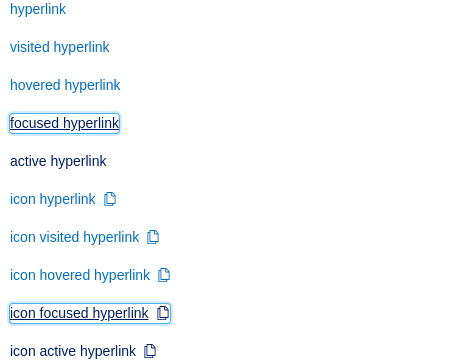 hyperlink
visited hyperlink
hovered hyperlink
focused hyperlink
active hyperlink
icon hyperlink
icon visited hyperlink
icon hovered hyperlink
icon focused hyperlink
icon active hyperlink